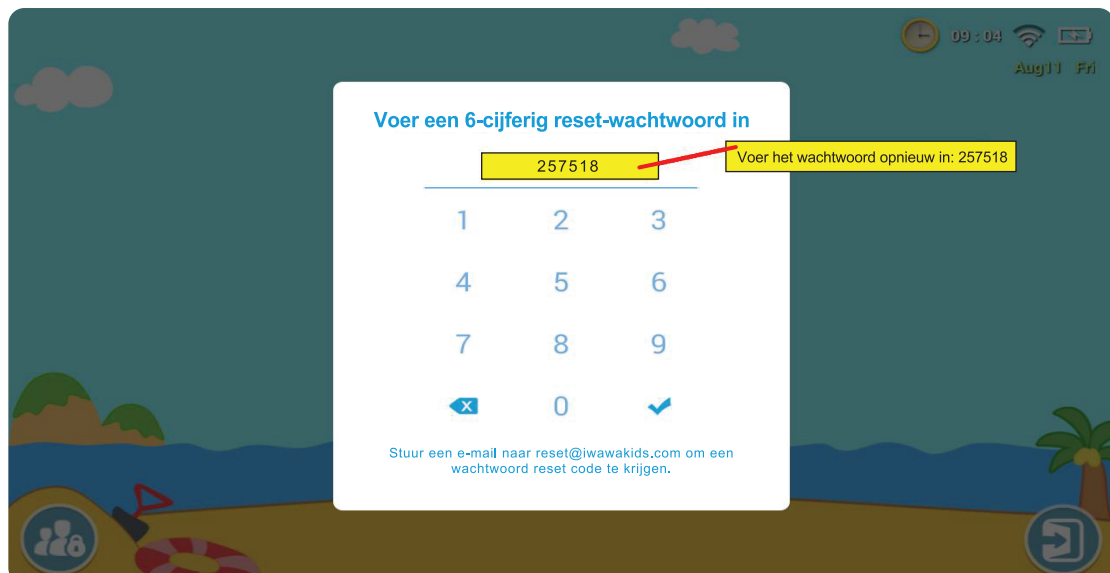 09 : 04
Aug11 Fri
Voer een 6-cijferig reset-wachtwoord in
257518
Voer het wachtwoord opnieuw in: 257518
1 2 3
4 5 6
7 8 9
0
Stuur een e-mail naar reset@iwawakids.com om een
wachtwoord reset code te krijgen.